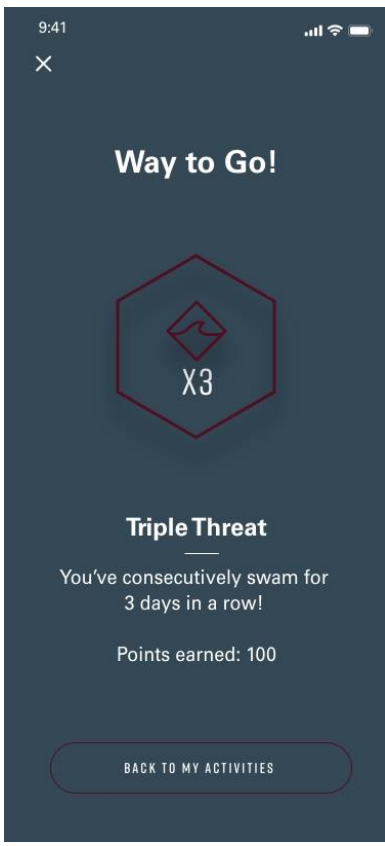 9:41
Way to Go!
X3
Triple Threat
You’ve consecutively swam for
3 days in a row!
Points earned: 100
BACK TO MY ACTIVITIES